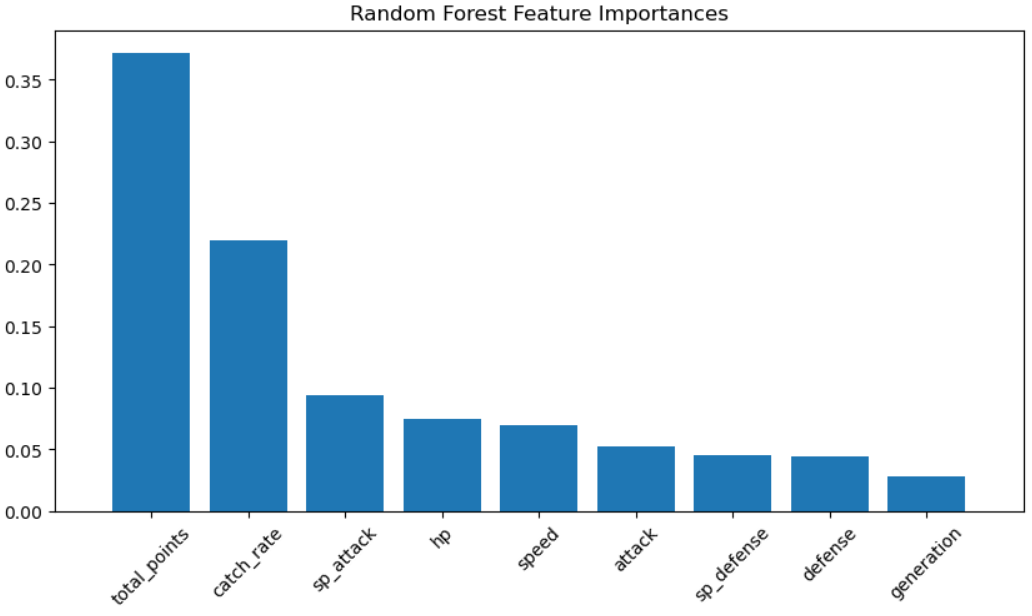 Random Forest Feature Importances
0.35
0.30
0.25
0.20
0.15
0.10
0.05
0.00
total_points
catch_rate
sp_attack
hp
speed
attack
sp_defense
defense
generation